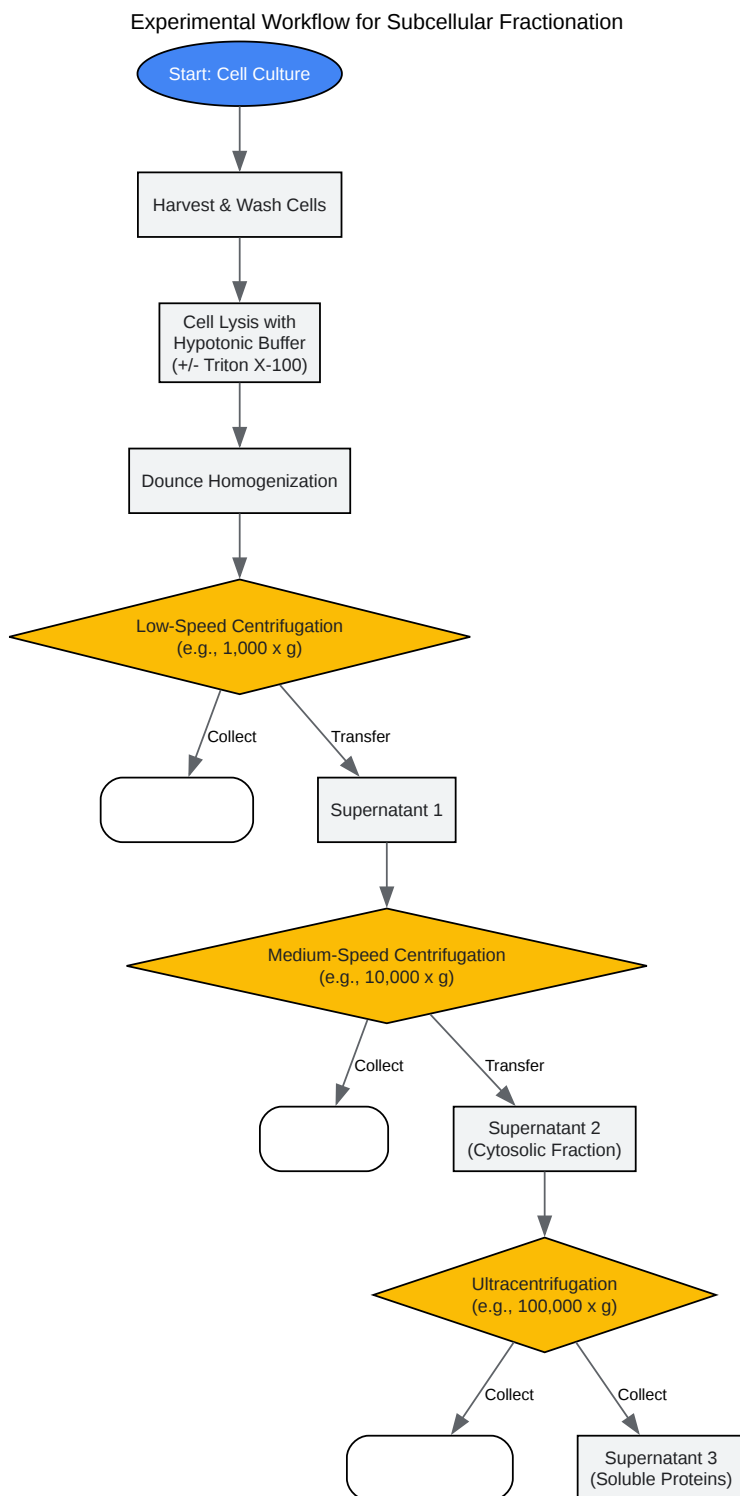 Experimental Workflow for Subcellular Fractionation
Start: Cell Culture
Harvest & Wash Cells
Cell Lysis with
Hypotonic Buffer
(+/- Triton X-100)
Dounce Homogenization
Low-Speed Centrifugation
(e.g., 1,000 x g)
Collect
Transfer
Supernatant 1
Medium-Speed Centrifugation
(e.g., 10,000 x g)
Collect
Transfer
Supernatant 2
(Cytosolic Fraction)
Ultracentrifugation
(e.g., 100,000 x g)
Collect
Collect
Supernatant 3
(Soluble Proteins)